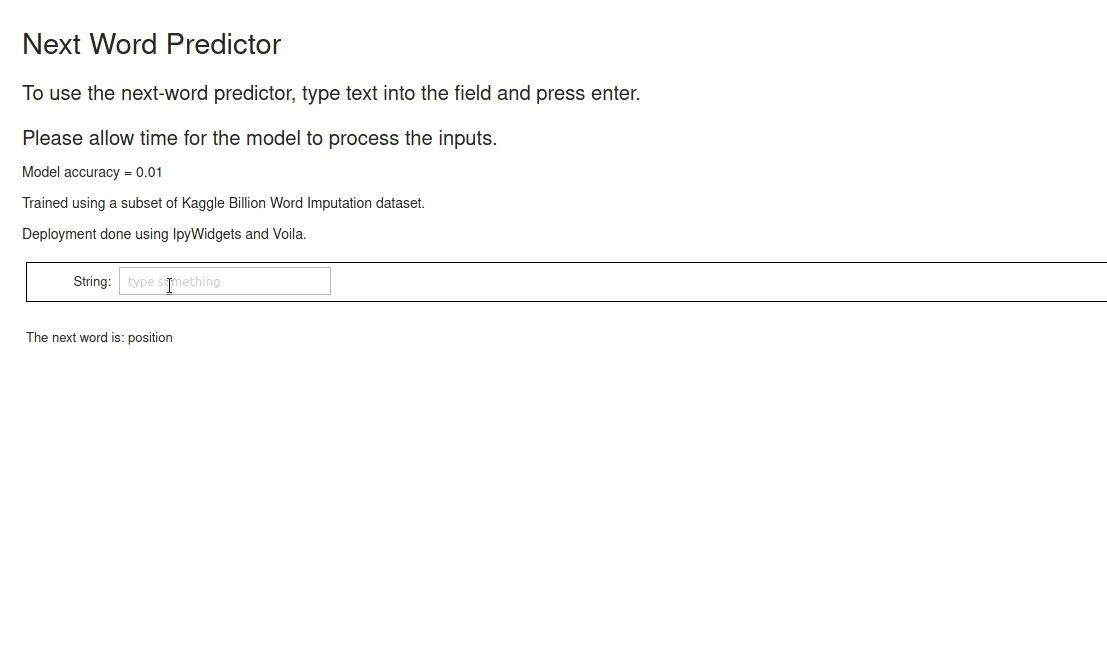 Next Word Predictor
To use the next-word predictor, type text into the field and press enter.
Please allow time for the model to process the inputs.
Model accuracy = 0.01
Trained using a subset of Kaggle Billion Word Imputation dataset.
Deployment done using IpyWidgets and Voila.
String: type something
The next word is: position